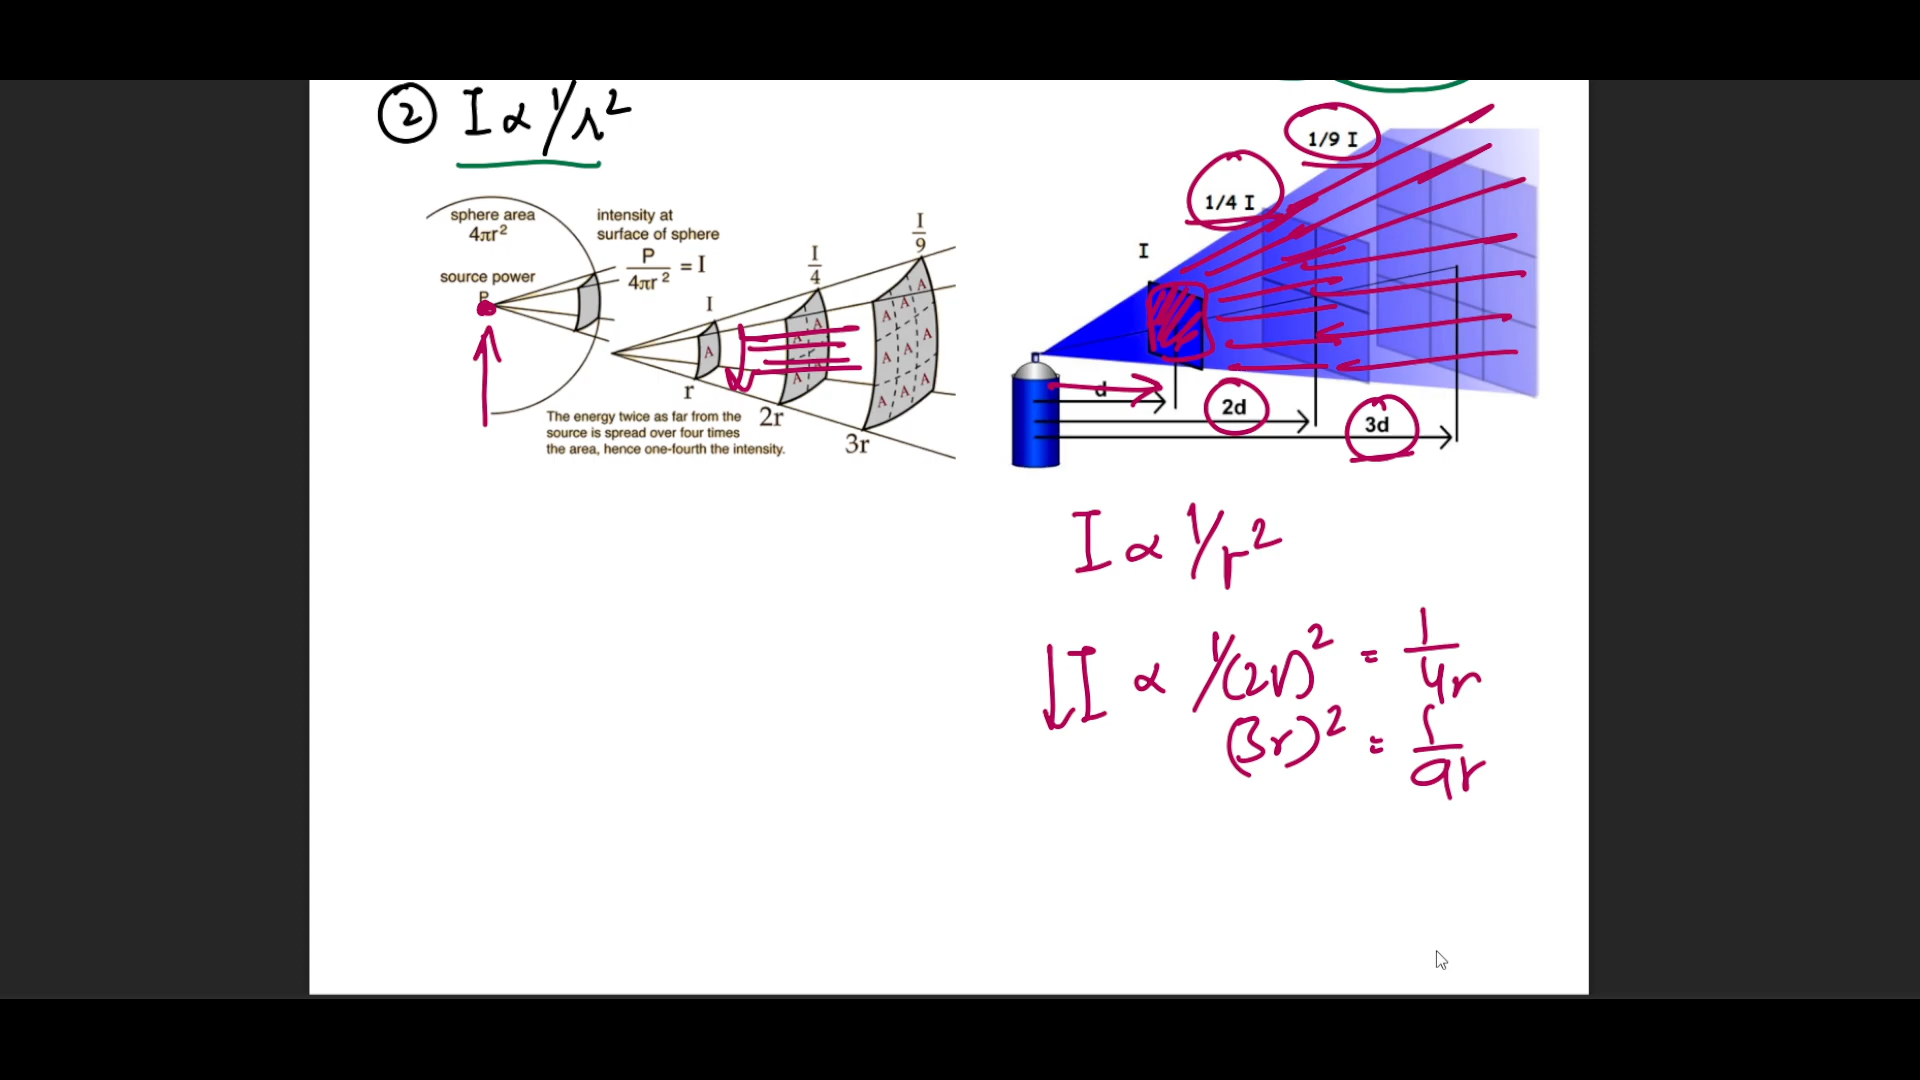 ② I ∝ 1/r²
sphere area
4πr²
source power
P
intensity at
surface of sphere
P / 4πr² = I
I
I/4
I/9
A
A
A
A
A
A
A
A
A
A
A
A
A
r
2r
3r
The energy twice as far from the
source is spread over four times
the area, hence one-fourth the intensity.
1/9 I
1/4 I
I
d
2d
3d
I ∝ 1/r²
↓I ∝ 1/(2r)² = 1/4r
(3r)² = 1/9r